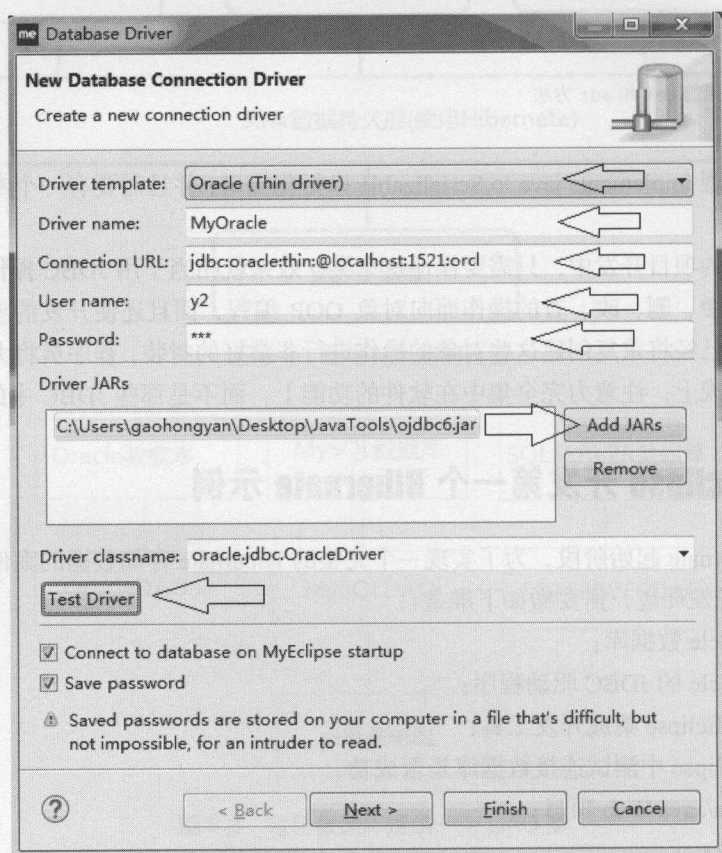 me Database Driver
New Database Connection Driver
Create a new connection driver
Driver template: Oracle (Thin driver)
Driver name: MyOracle
Connection URL: jdbc:oracle:thin:@localhost:1521:orcl
User name: y2
Password: ***
Driver JARs
C:\Users\gaohongyan\Desktop\JavaTools\ojdbc6.jar
Add JARs
Remove
Driver classname: oracle.jdbc.OracleDriver
Test Driver
Connect to database on MyEclipse startup
Save password
Saved passwords are stored on your computer in a file that's difficult, but
not impossible, for an intruder to read.
? < Back Next > Finish Cancel